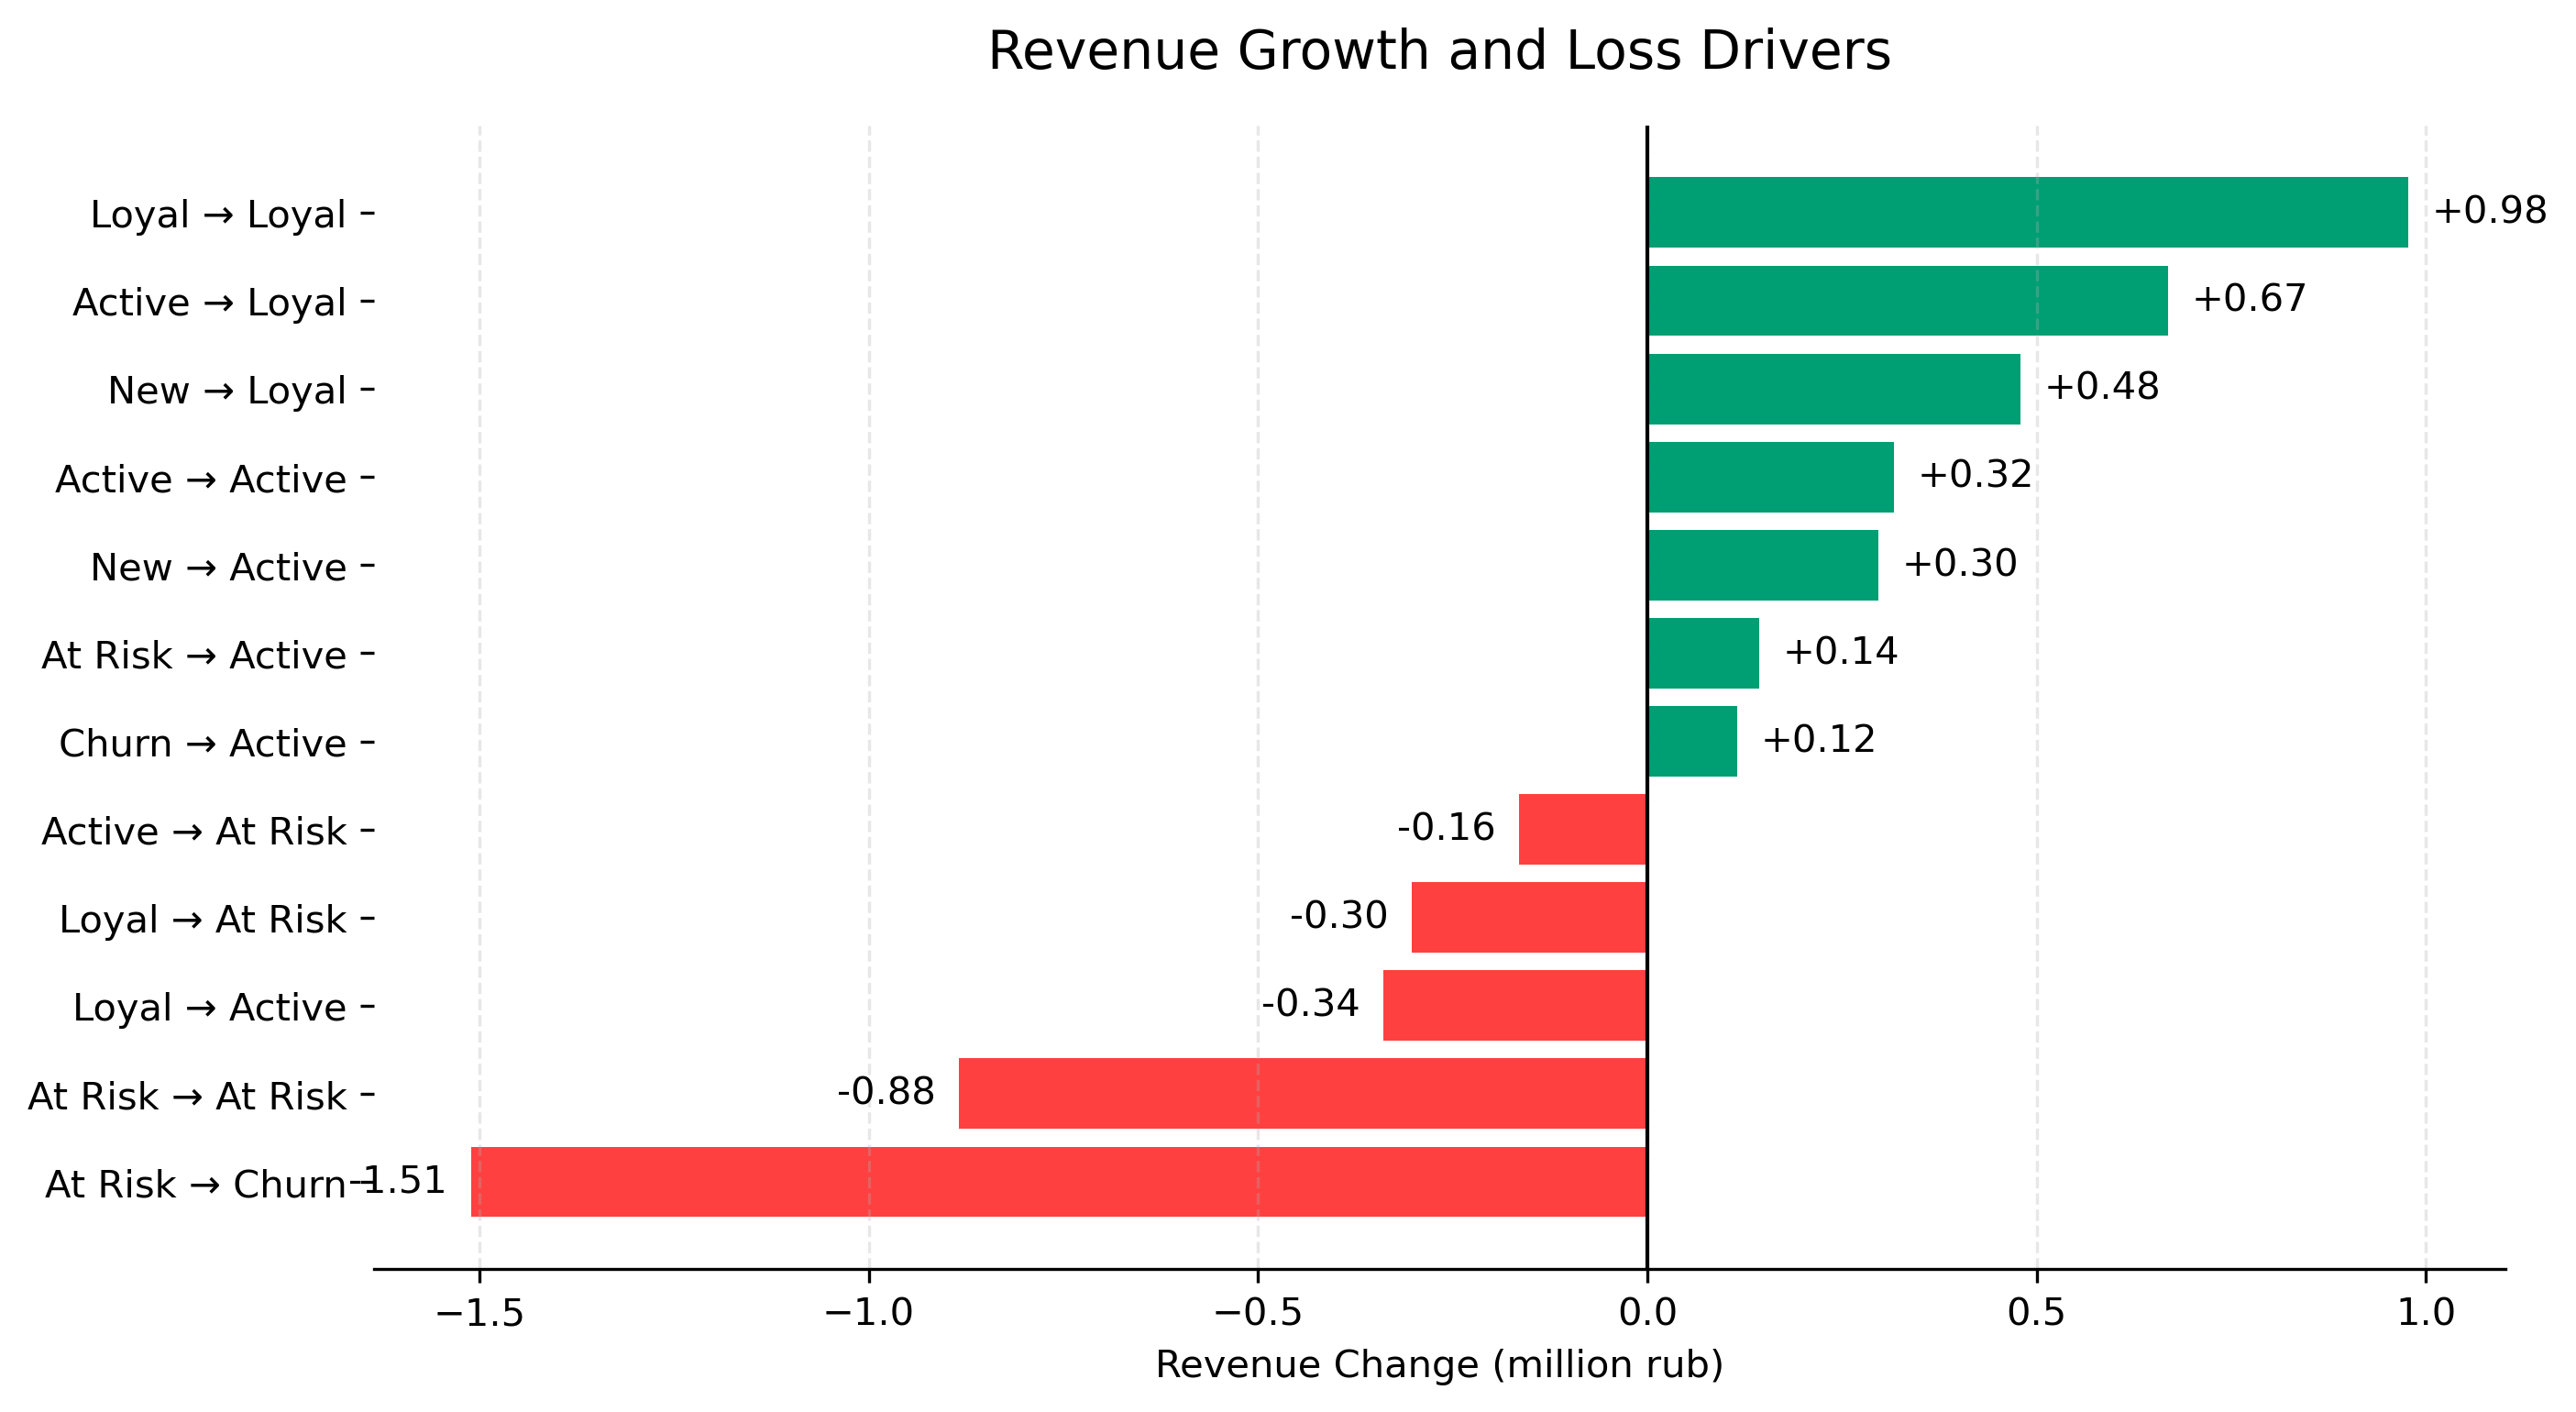 Revenue Growth and Loss Drivers
Loyal → Loyal +0.98
Active → Loyal +0.67
New → Loyal +0.48
Active → Active +0.32
New → Active +0.30
At Risk → Active +0.14
Churn → Active +0.12
Active → At Risk -0.16
Loyal → At Risk -0.30
Loyal → Active -0.34
At Risk → At Risk -0.88
At Risk → Churn -1.51
−1.5 −1.0 −0.5 0.0 0.5 1.0
Revenue Change (million rub)